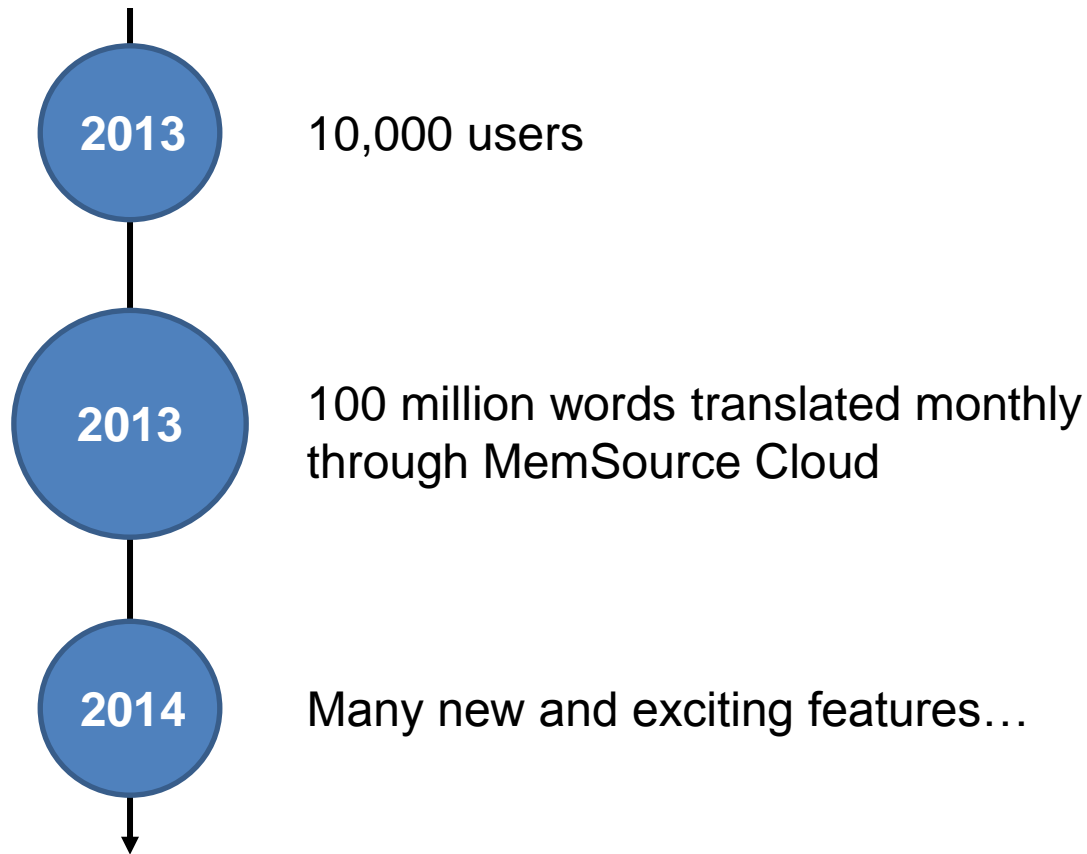 2013
10,000 users
2013
100 million words translated monthly
through MemSource Cloud
2014
Many new and exciting features…